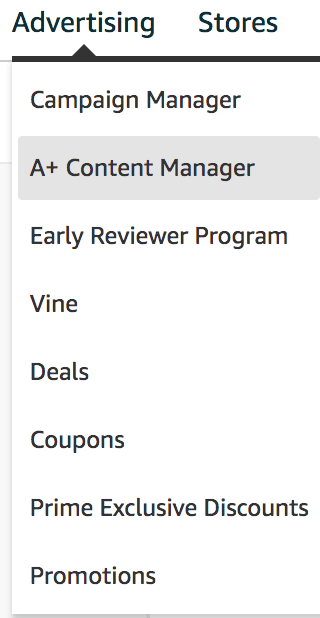 Advertising Stores
Campaign Manager
A+ Content Manager
Early Reviewer Program
Vine
Deals
Coupons
Prime Exclusive Discounts
Promotions